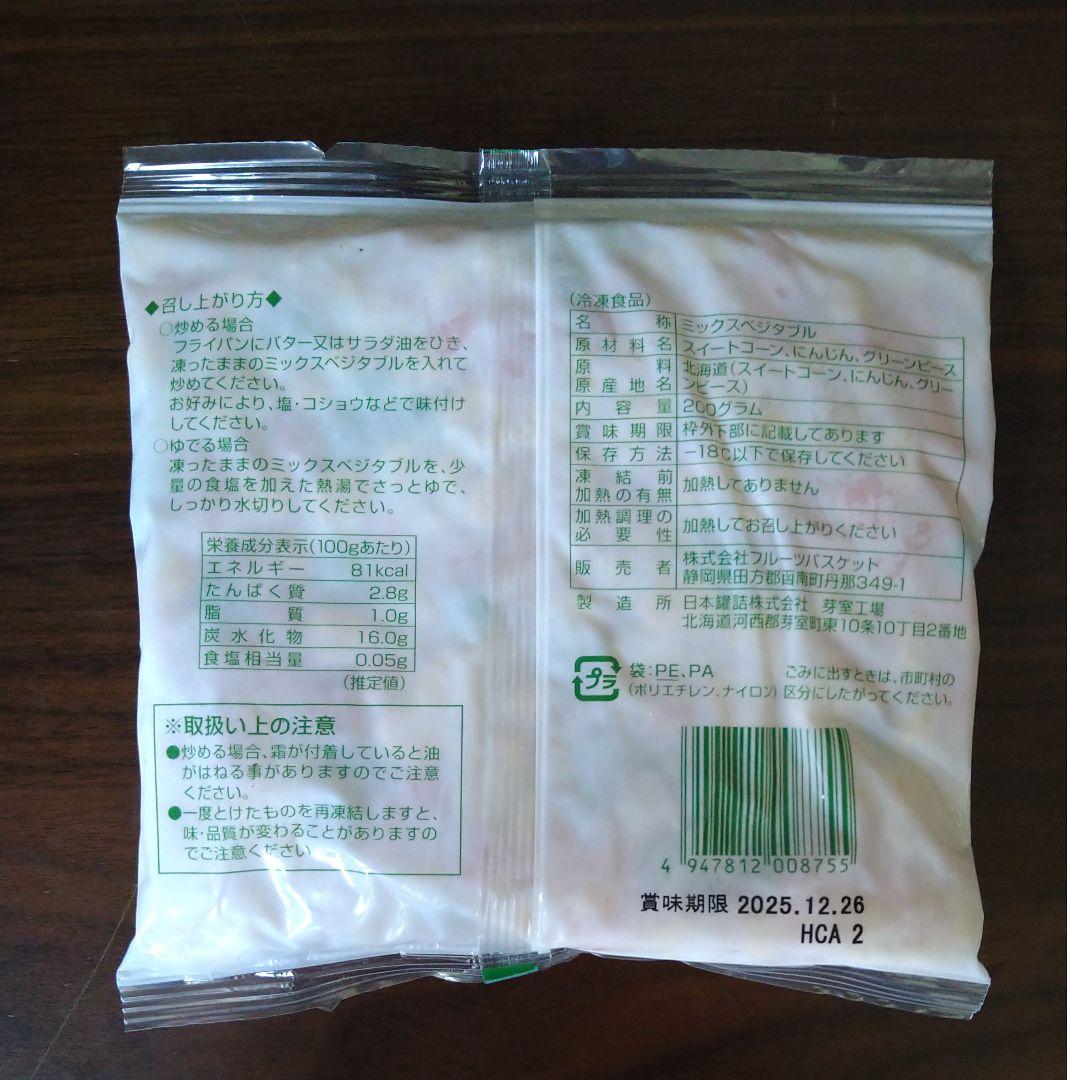 ◆召し上がり方◆
○炒める場合
フライパンにバター又はサラダ油をひき、
凍ったままのミックスベジタブルを入れて
炒めてください。
お好みにより、塩・コショウなどで味付け
してください。
○ゆでる場合
凍ったままのミックスベジタブルを、少
量の食塩を加えた熱湯でさっとゆで、
しっかり水切りしてください。
栄養成分表示(100gあたり)
エネルギー 81kcal
たんぱく質 2.8g
脂質 1.0g
炭水化物 16.0g
食塩相当量 0.05g
(推定値)
※取扱い上の注意
●炒める場合、霜が付着していると油
がはねる事がありますのでご注意
ください。
●一度とけたものを再凍結しますと、
味・品質が変わることがありますの
でご注意ください
(冷凍食品)
名称 ミックスベジタブル
原材料名 スイートコーン、にんじん、グリーンピース
原料 北海道(スイートコーン、にんじん、グリー
原産地名 ンピース)
内容量 200グラム
賞味期限 枠外下部に記載してあります
保存方法 -18℃以下で保存してください
凍結前
加熱の有無 加熱してありません
加熱調理の
必要性 加熱してお召し上がりください
販売者 株式会社フルーツバスケット
静岡県田方郡函南町丹那349-1
製造所 日本罐詰株式会社 芽室工場
北海道河西郡芽室町東10条10丁目2番地
プラ
袋:PE、PA
(ポリエチレン、ナイロン)
ごみに出すときは、市町村の
区分にしたがってください。
4 947812 008755
賞味期限 2025.12.26
HCA 2